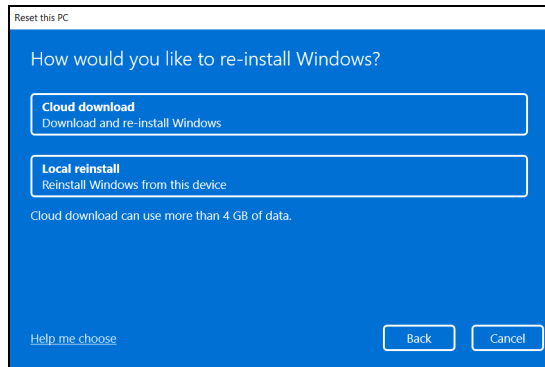 Reset this PC
How would you like to re-install Windows?
Cloud download
Download and re-install Windows
Local reinstall
Reinstall Windows from this device
Cloud download can use more than 4 GB of data.
Help me choose
Back
Cancel